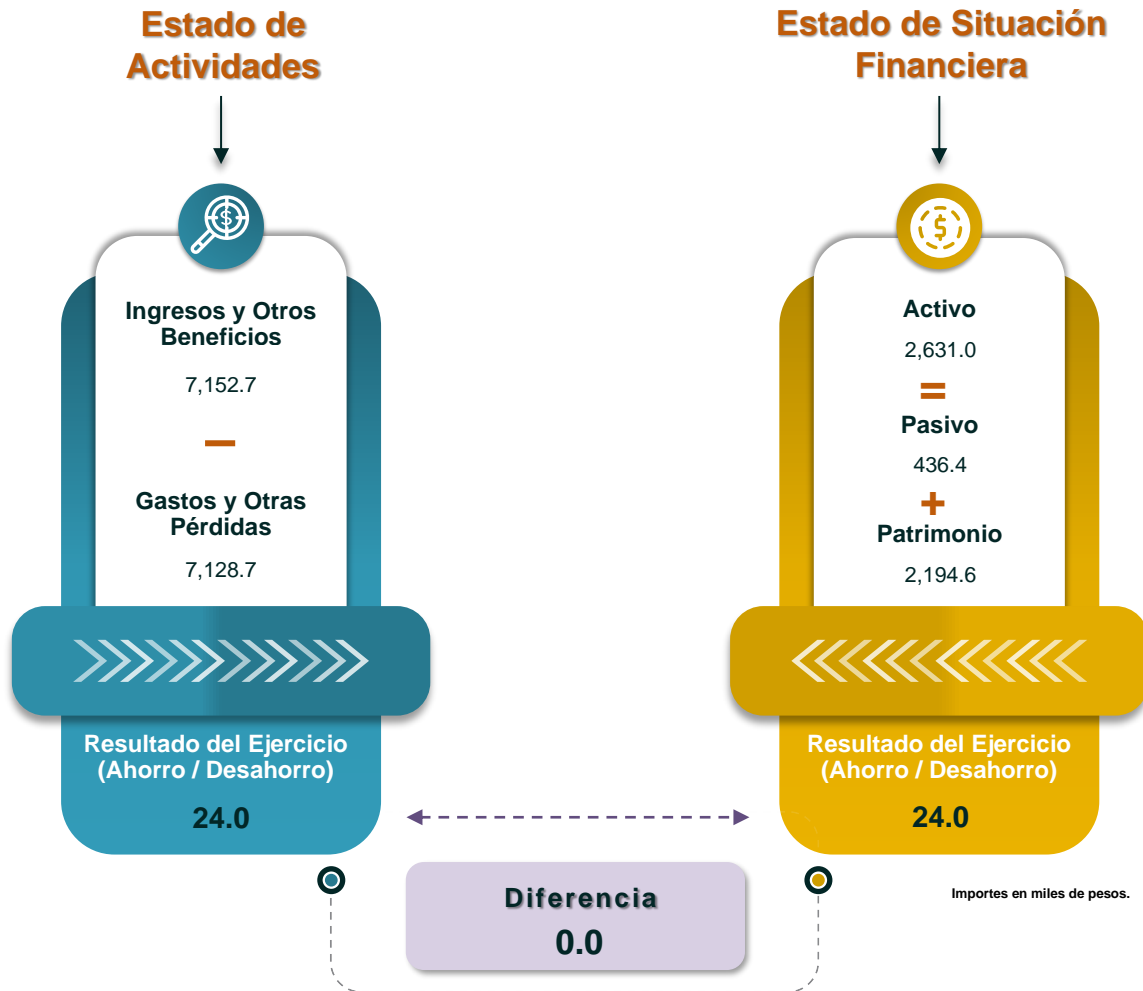 Estado de
Actividades
Ingresos y Otros
Beneficios
7,152.7
–
Gastos y Otras
Pérdidas
7,128.7
Resultado del Ejercicio
(Ahorro / Desahorro)
24.0
Estado de Situación
Financiera
$
$
Activo
2,631.0
=
Pasivo
436.4
+
Patrimonio
2,194.6
Resultado del Ejercicio
(Ahorro / Desahorro)
24.0
Diferencia
0.0
Importes en miles de pesos.